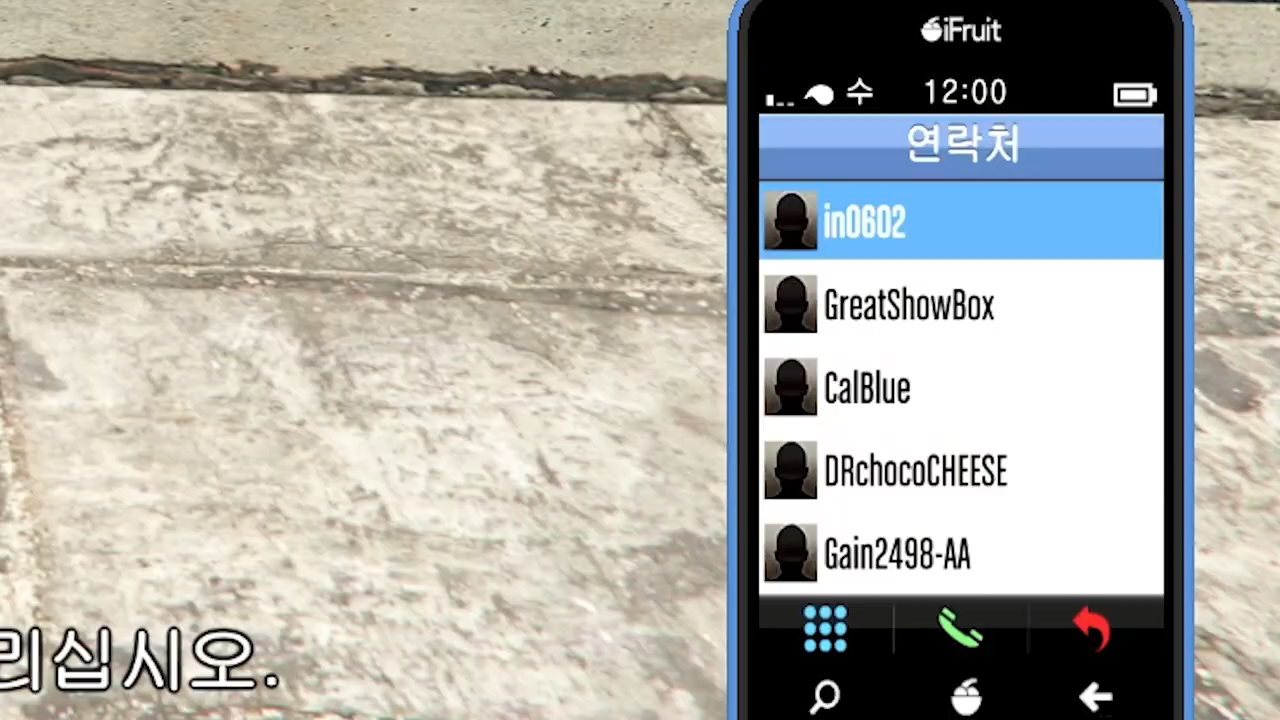 iFruit
수 12:00
연락처
in0602
GreatShowBox
CalBlue
DRchocoCHEESE
Gain2498-AA
리십시오.